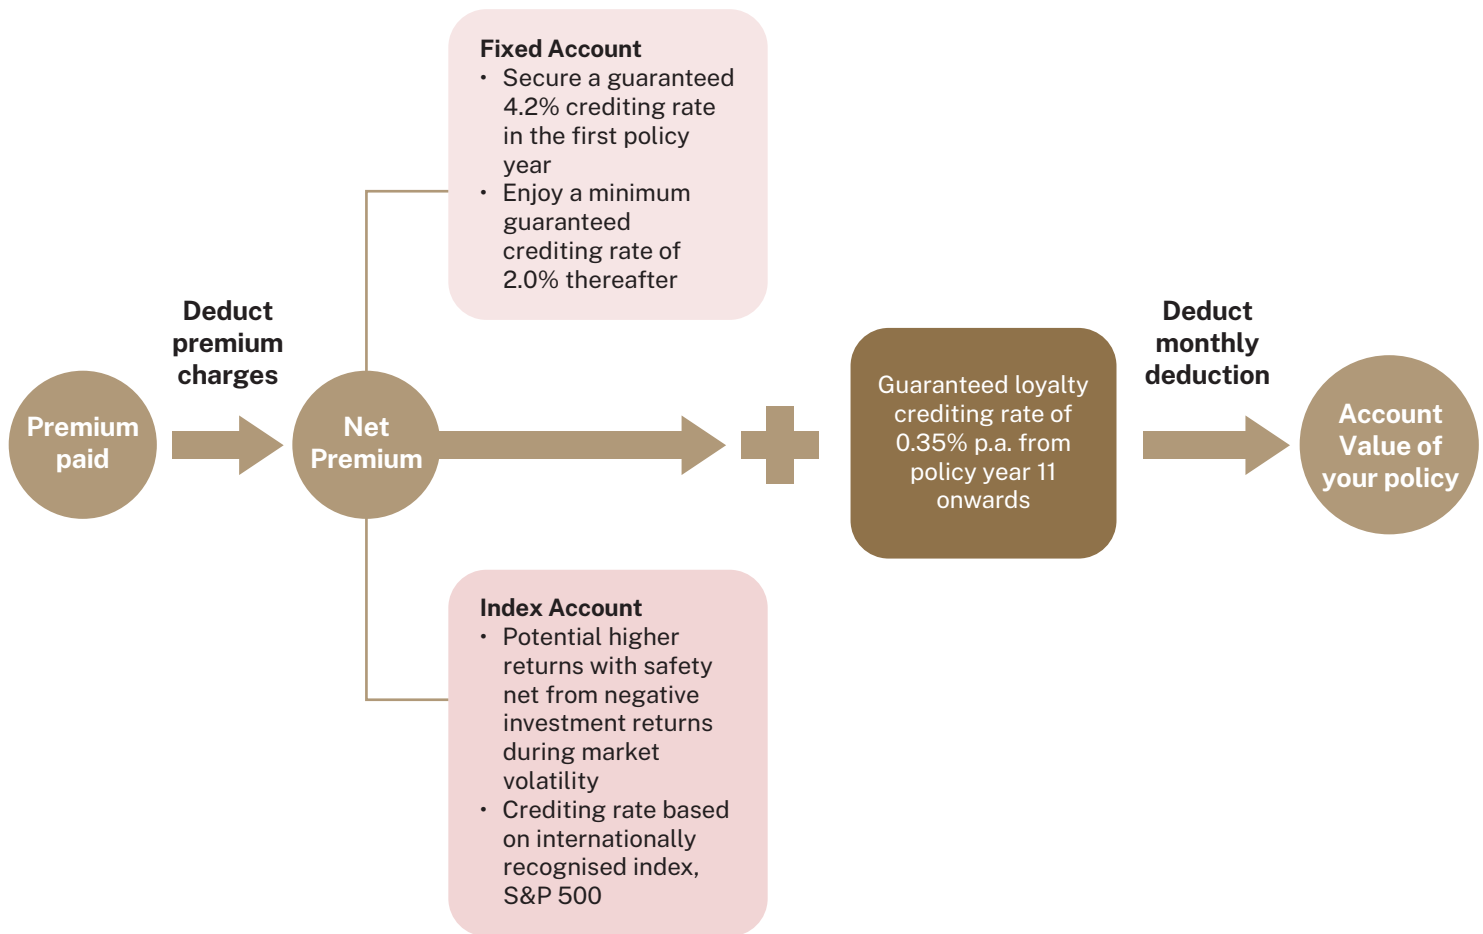 Fixed Account
• Secure a guaranteed
4.2% crediting rate
in the first policy
year
• Enjoy a minimum
guaranteed
crediting rate of
2.0% thereafter
Premium
paid
Deduct
premium
charges
Net
Premium
Guaranteed loyalty
crediting rate of
0.35% p.a. from
policy year 11
onwards
Deduct
monthly
deduction
Account
Value of
your policy
Index Account
• Potential higher
returns with safety
net from negative
investment returns
during market
volatility
• Crediting rate based
on internationally
recognised index,
S&P 500